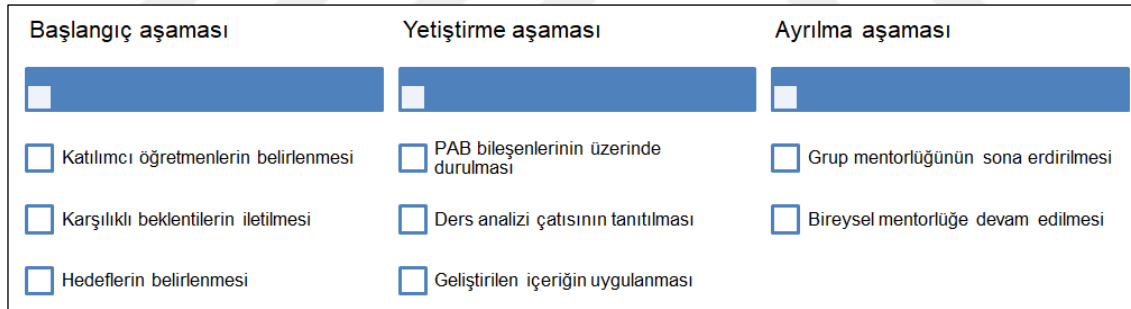 Başlangıç aşaması
Katılımcı öğretmenlerin belirlenmesi
Karşılıklı beklentilerin iletilmesi
Hedeflerin belirlenmesi
Yetiştirme aşaması
PAB bileşenlerinin üzerinde
durulması
Ders analizi çatısının tanıtılması
Geliştirilen içeriğin uygulanması
Ayrılma aşaması
Grup mentorlüğünün sona erdirilmesi
Bireysel mentorlüğe devam edilmesi